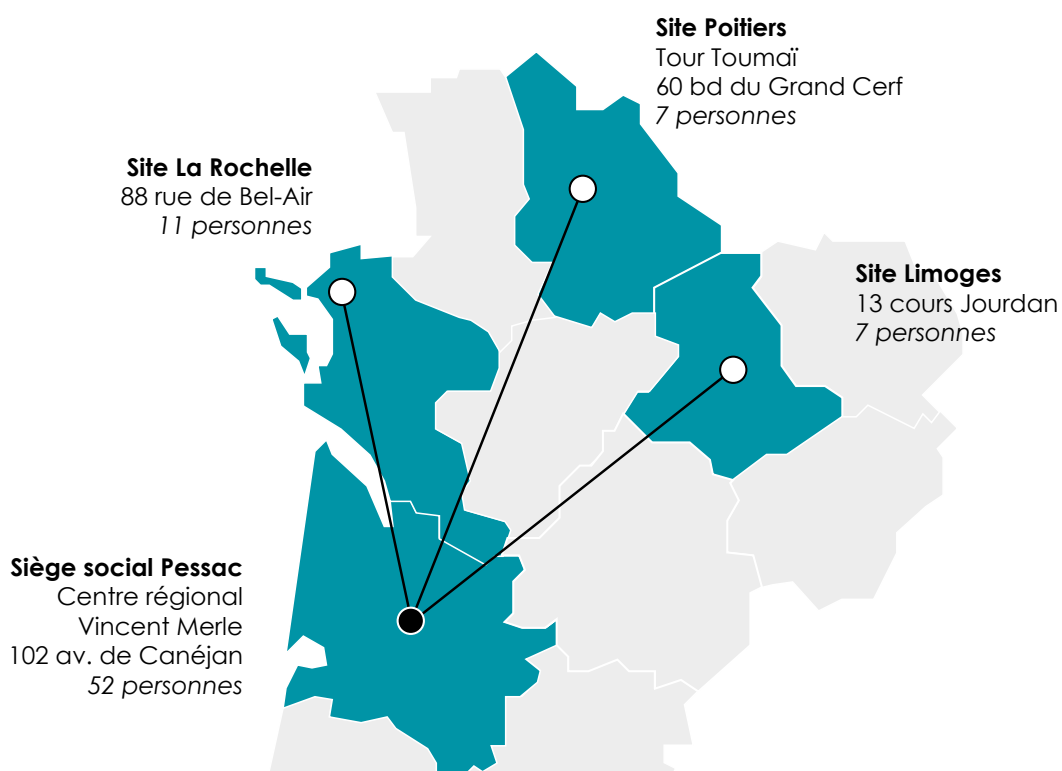 Site Poitiers
Tour Toumaï
60 bd du Grand Cerf
7 personnes
Site La Rochelle
88 rue de Bel-Air
11 personnes
Site Limoges
13 cours Jourdan
7 personnes
Siège social Pessac
Centre régional
Vincent Merle
102 av. de Canéjan
52 personnes